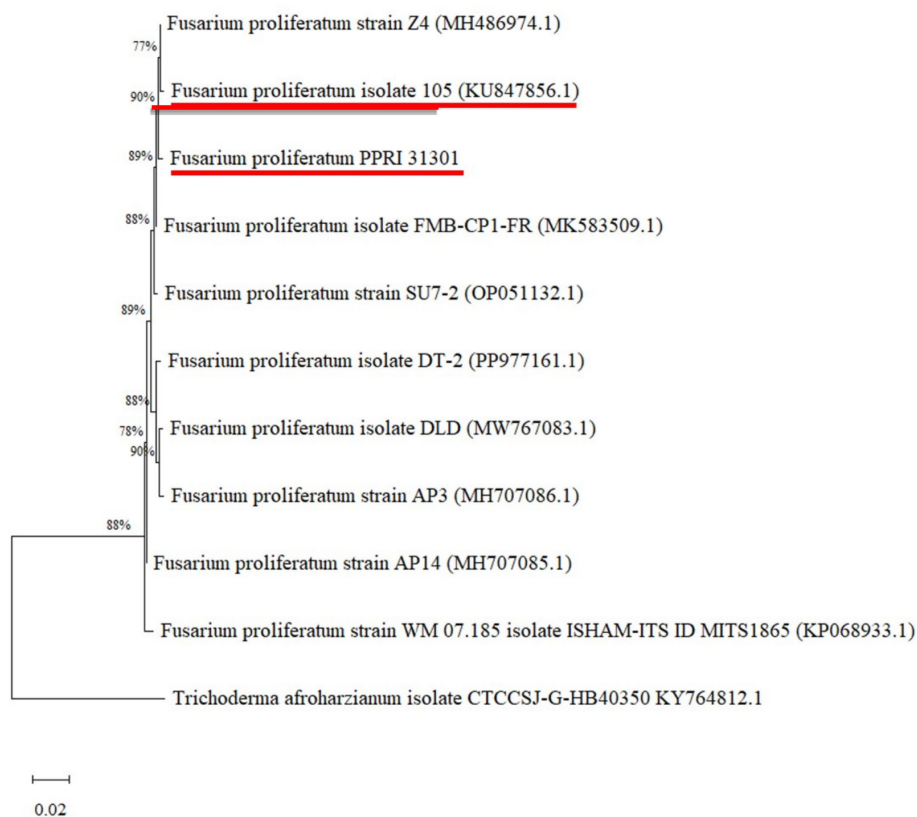 Fusarium proliferatum strain Z4 (MH486974.1)
77%
Fusarium proliferatum isolate 105 (KU847856.1)
90%
Fusarium proliferatum PPRI 31301
89%
Fusarium proliferatum isolate FMB-CP1-FR (MK583509.1)
88%
Fusarium proliferatum strain SU7-2 (OP051132.1)
89%
Fusarium proliferatum isolate DT-2 (PP977161.1)
88%
Fusarium proliferatum isolate DLD (MW767083.1)
78%
90%
Fusarium proliferatum strain AP3 (MH707086.1)
88%
Fusarium proliferatum strain AP14 (MH707085.1)
Fusarium proliferatum strain WM 07.185 isolate ISHAM-ITS ID MITS1865 (KP068933.1)
Trichoderma afroharzianum isolate CTCCSJ-G-HB40350 KY764812.1
0.02